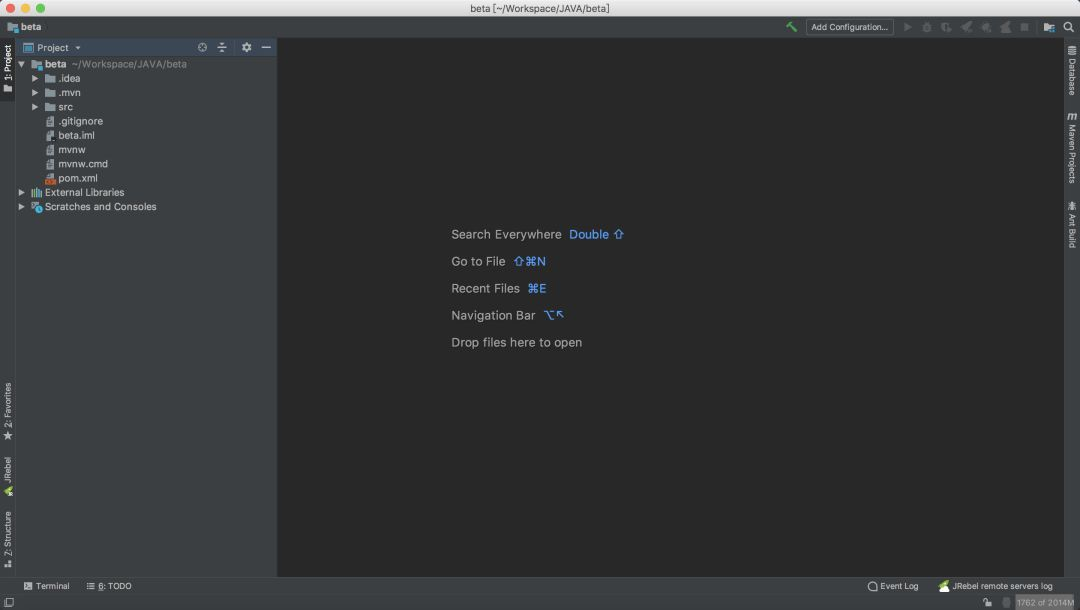 beta [~/Workspace/JAVA/beta]
beta
Add Configuration...
Project
beta ~/Workspace/JAVA/beta
.idea
.mvn
src
.gitignore
beta.iml
mvnw
mvnw.cmd
pom.xml
External Libraries
Scratches and Consoles
1: Project
2: Favorites
JRebel
Z: Structure
Search Everywhere Double ⇧
Go to File ⇧⌘N
Recent Files ⌘E
Navigation Bar ⌥↖
Drop files here to open
Database
m Maven Projects
Ant Build
Terminal
6: TODO
Event Log
JRebel remote servers log
1762 of 2014M